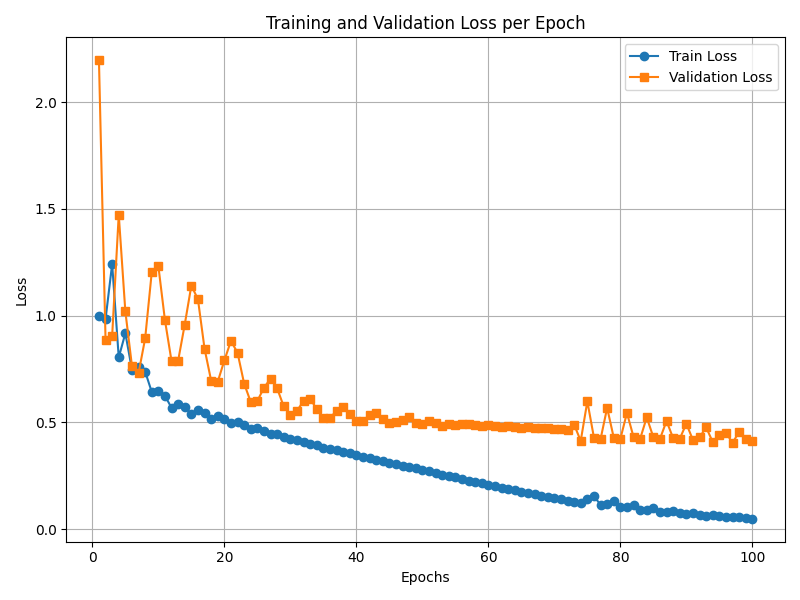 Training and Validation Loss per Epoch
Train Loss
Validation Loss
2.0
1.5
1.0
0.5
0.0
Loss
0 20 40 60 80 100
Epochs